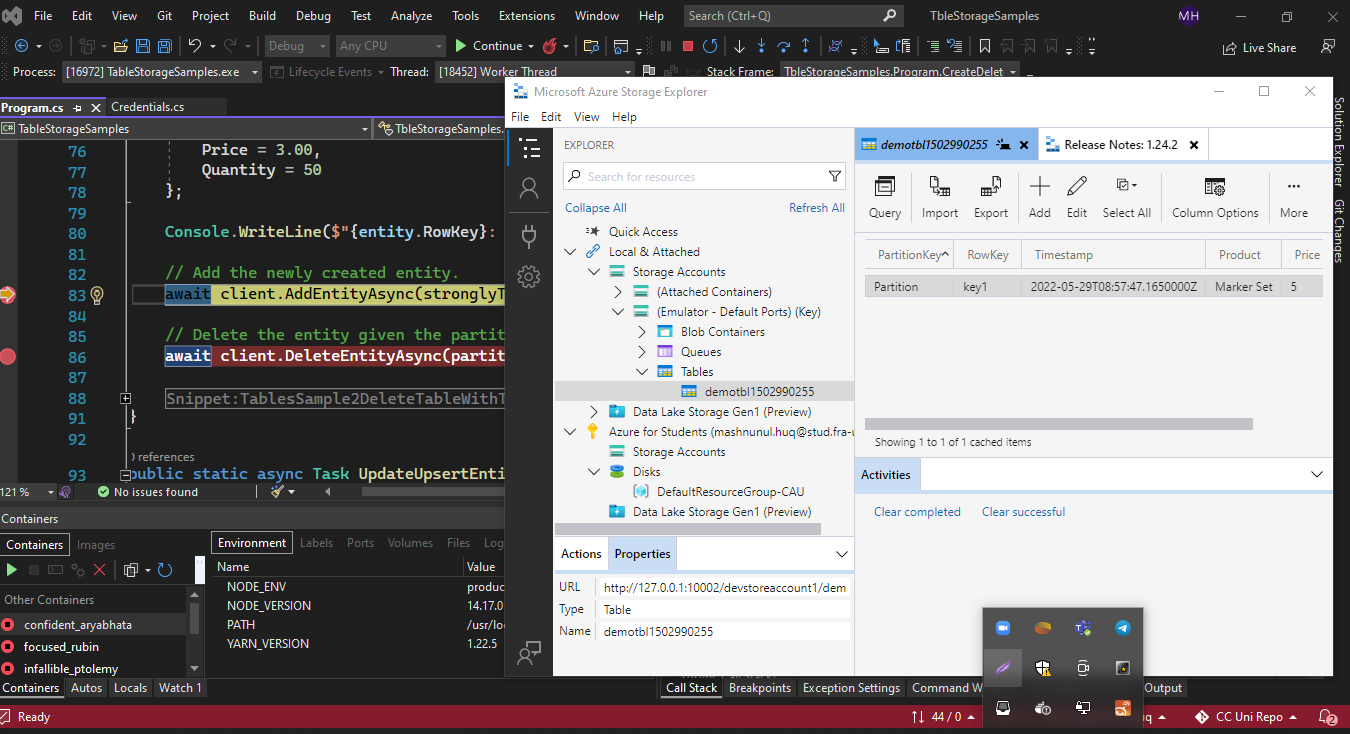 File Edit View Git Project Build Debug Test Analyze Tools Extensions Window Help Search (Ctrl+Q) TbleStorageSamples MH
Debug Any CPU Continue Live Share
Process: [16972] TableStorageSamples.exe Lifecycle Events Thread: [18452] Worker Thread Stack Frame: TbleStorageSamples.Program.CreateDelet
Program.cs Credentials.cs
TbleStorageSamples TbleStorageSamples.
76 Price = 3.00,
77 Quantity = 50
78 };
79
80 Console.WriteLine($"{entity.RowKey}:
81
82 // Add the newly created entity.
83 await client.AddEntityAsync(stronglyT
84
85 // Delete the entity given the partit
86 await client.DeleteEntityAsync(partit
87
88 Snippet:TablesSample2DeleteTableWithT
91 }
92
0 references
93 public static async Task UpdateUpsertEnti
121 % No issues found
Containers
Containers Images
Other Containers
confident_aryabhata
focused_rubin
infallible_ptolemy
Environment Labels Ports Volumes Files Log
Name Value
NODE_ENV produc
NODE_VERSION 14.17.0
PATH /usr/lo
YARN_VERSION 1.22.5
Containers Autos Locals Watch 1
Call Stack Breakpoints Exception Settings Command W Output
Ready 44 / 0 CC Uni Repo 2
Solution Explorer
Git Changes
Microsoft Azure Storage Explorer
File Edit View Help
EXPLORER
Search for resources
Collapse All Refresh All
Quick Access
Local & Attached
Storage Accounts
(Attached Containers)
(Emulator - Default Ports) (Key)
Blob Containers
Queues
Tables
demotbl1502990255
Data Lake Storage Gen1 (Preview)
Azure for Students (mashnunul.huq@stud.fra-u
Storage Accounts
Disks
DefaultResourceGroup-CAU
Data Lake Storage Gen1 (Preview)
Actions Properties
URL http://127.0.0.1:10002/devstoreaccount1/dem
Type Table
Name demotbl1502990255
demotbl1502990255 Release Notes: 1.24.2
Query Import Export Add Edit Select All Column Options More
PartitionKey RowKey Timestamp Product Price
Partition key1 2022-05-29T08:57:47.1650000Z Marker Set 5
Showing 1 to 1 of 1 cached items
Activities
Clear completed Clear successful